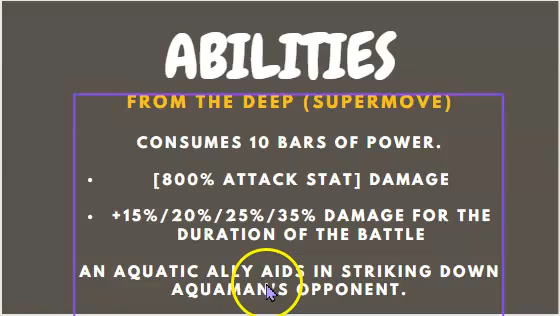 ABILITIES
FROM THE DEEP (SUPERMOVE)
CONSUMES 10 BARS OF POWER.
• [800% ATTACK STAT] DAMAGE
• +15%/20%/25%/35% DAMAGE FOR THE
DURATION OF THE BATTLE
AN AQUATIC ALLY AIDS IN STRIKING DOWN
AQUAMAN'S OPPONENT.